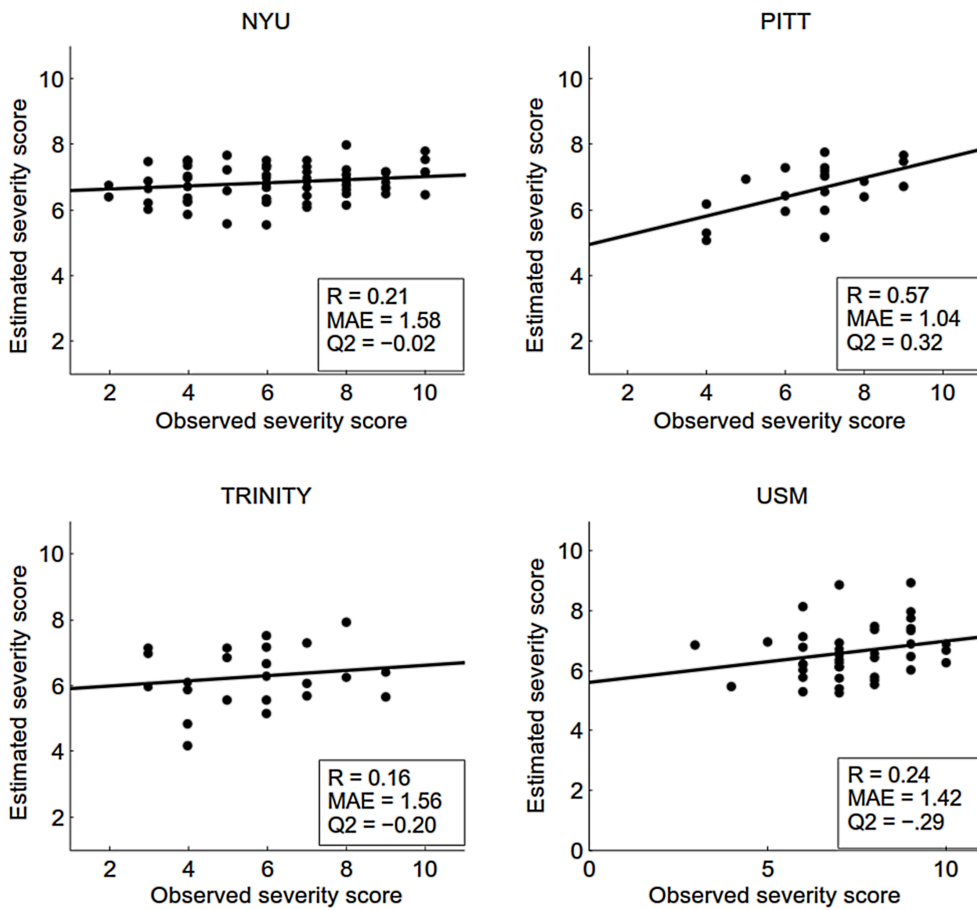 NYU
Estimated severity score
10
8
6
4
2
R = 0.21
MAE = 1.58
Q2 = −0.02
2 4 6 8 10
Observed severity score
PITT
Estimated severity score
10
8
6
4
2
R = 0.57
MAE = 1.04
Q2 = 0.32
2 4 6 8 10
Observed severity score
TRINITY
Estimated severity score
10
8
6
4
2
R = 0.16
MAE = 1.56
Q2 = −0.20
2 4 6 8 10
Observed severity score
USM
Estimated severity score
10
8
6
4
2
0
R = 0.24
MAE = 1.42
Q2 = −.29
0 5 10
Observed severity score